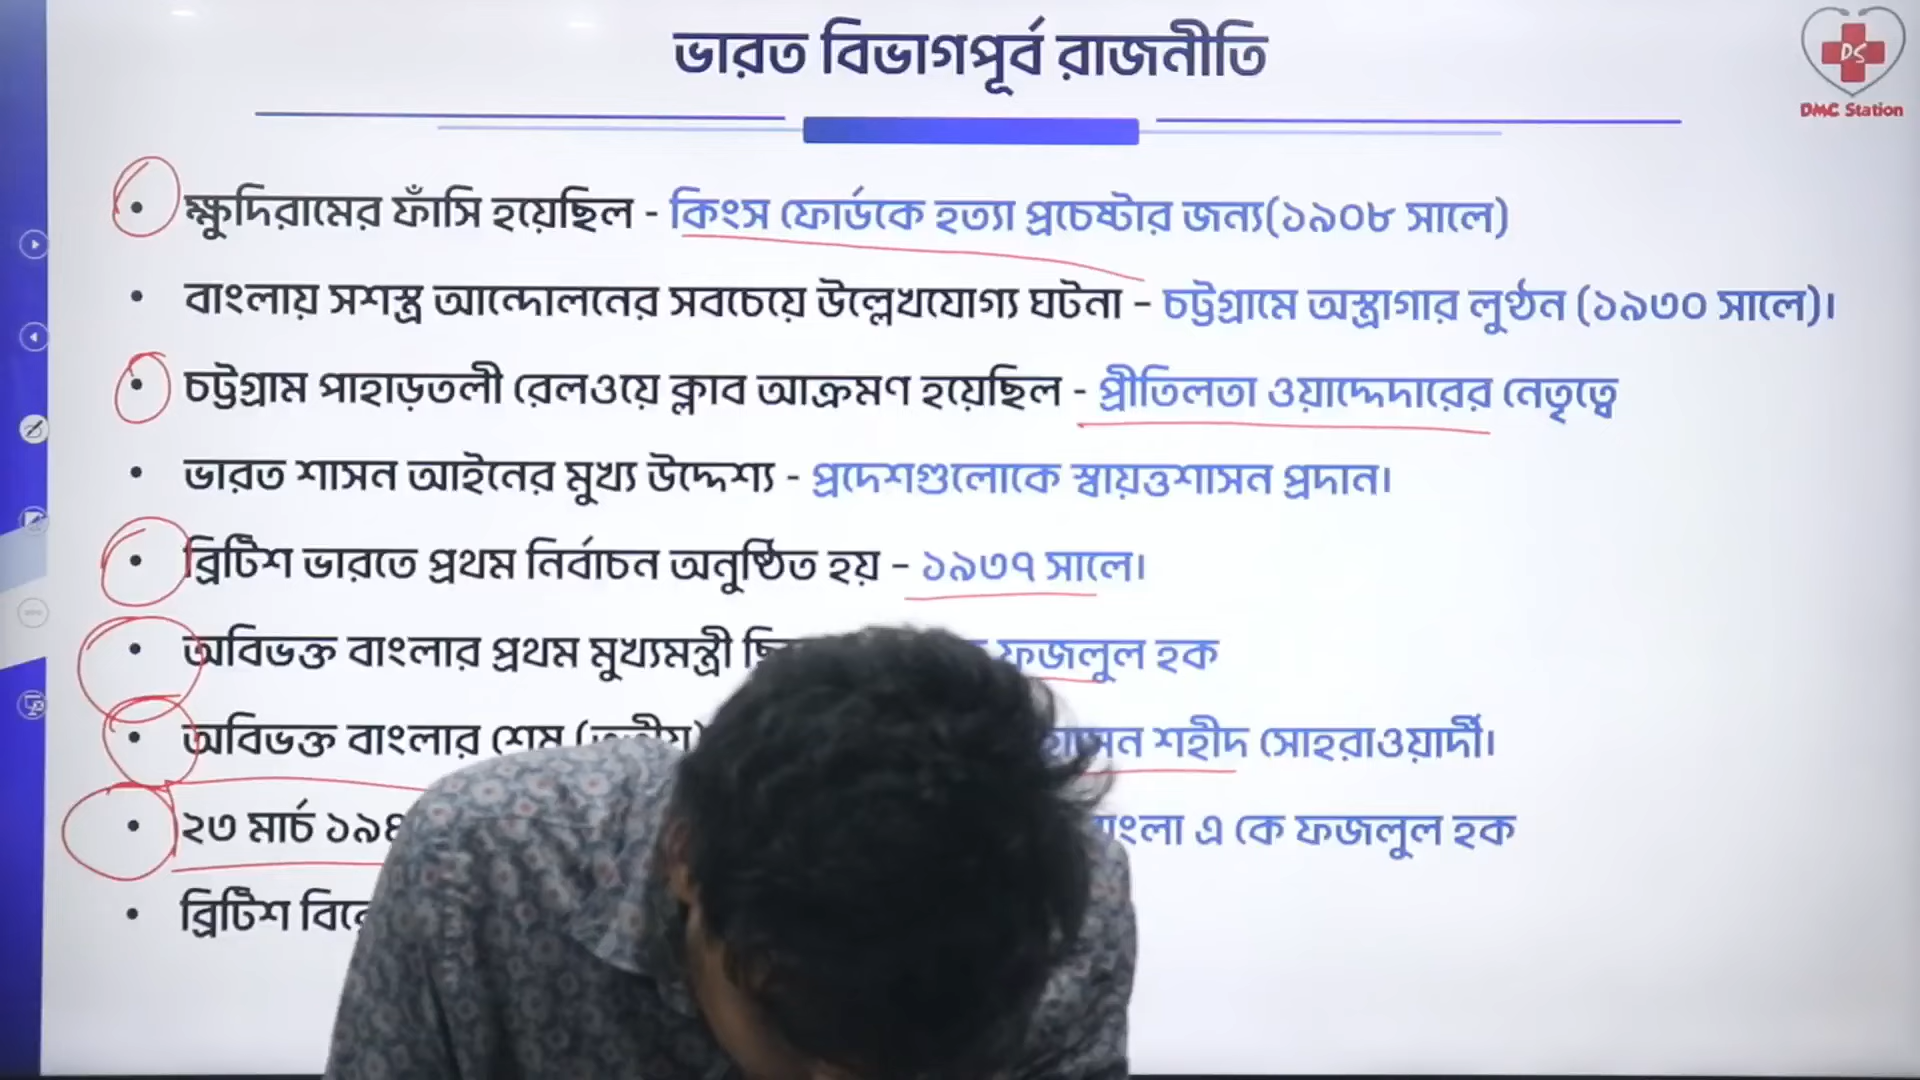 ভারত বিভাগপূর্ব রাজনীতি
DS
DMC Station
• ক্ষুদিরামের ফাঁসি হয়েছিল - কিংস ফোর্ডকে হত্যা প্রচেষ্টার জন্য(১৯০৮ সালে)
• বাংলায় সশস্ত্র আন্দোলনের সবচেয়ে উল্লেখযোগ্য ঘটনা – চট্টগ্রামে অস্ত্রাগার লুণ্ঠন (১৯৩০ সালে)।
• চট্টগ্রাম পাহাড়তলী রেলওয়ে ক্লাব আক্রমণ হয়েছিল - প্রীতিলতা ওয়াদ্দেদারের নেতৃত্বে
• ভারত শাসন আইনের মুখ্য উদ্দেশ্য - প্রদেশগুলোকে স্বায়ত্তশাসন প্রদান।
• ব্রিটিশ ভারতে প্রথম নির্বাচন অনুষ্ঠিত হয় – ১৯৩৭ সালে।
• অবিভক্ত বাংলার প্রথম মুখ্যমন্ত্রী ফজলুল হক
• অবিভক্ত বাংলার শেষ (তৃতীয়) শহীদ সোহরাওয়ার্দী।
• ২৩ মার্চ এ কে ফজলুল হক
• ব্রিটিশ